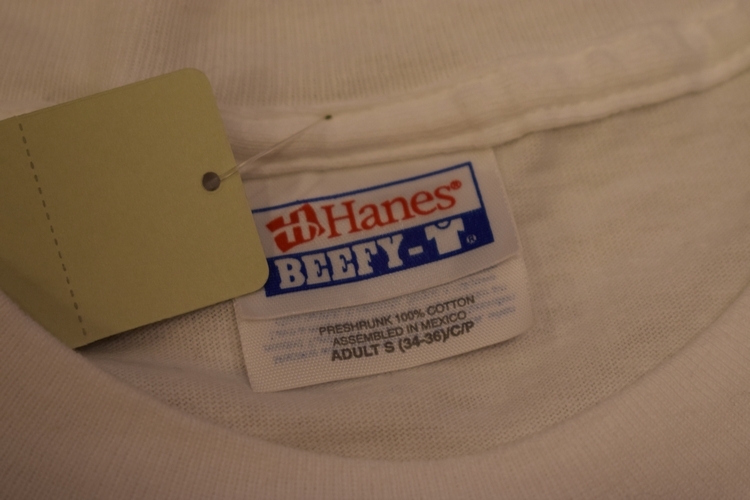 Hanes®
BEEFY-T®
PRESHRUNK 100% COTTON
ASSEMBLED IN MEXICO
ADULT S (34-36)/C/P